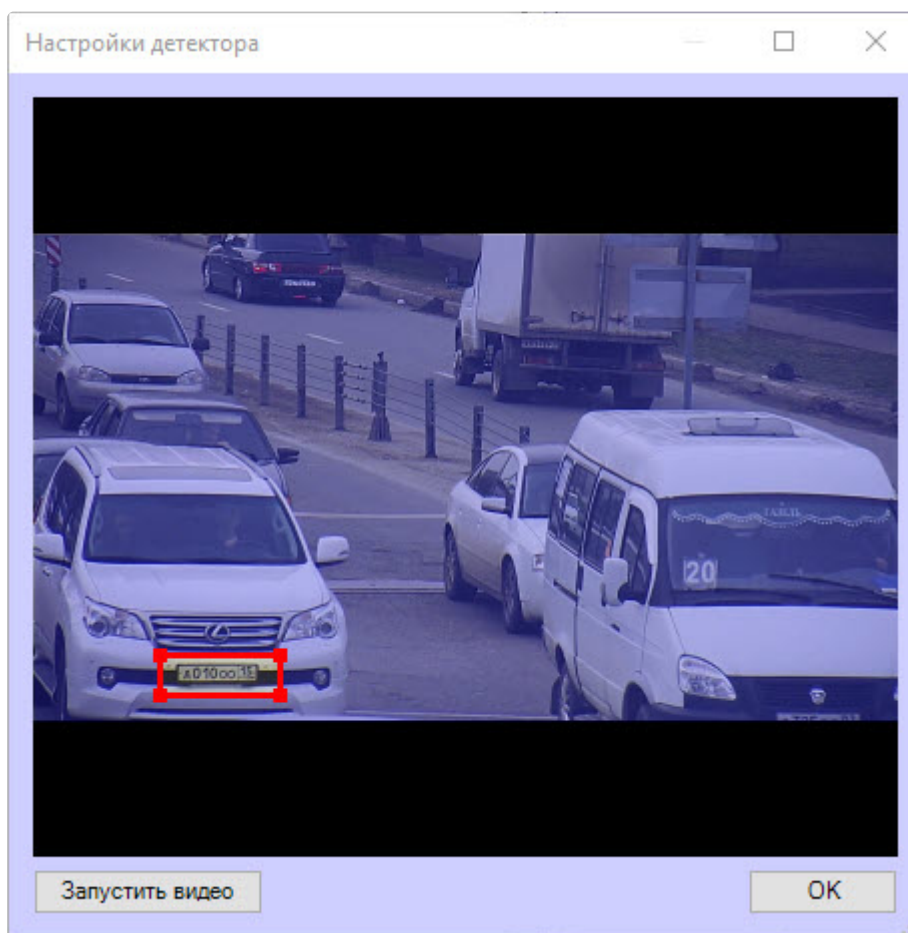 Настройки детектора
20
А010оо 15
Запустить видео
OK